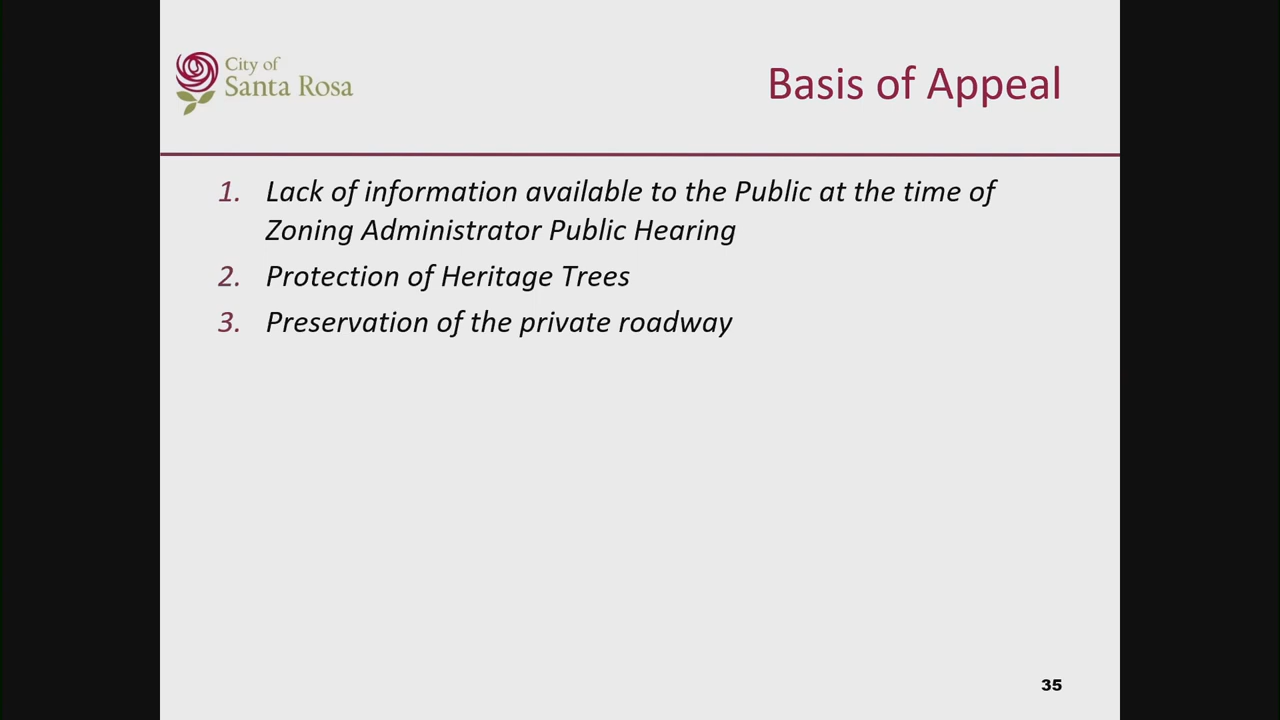 City of
Santa Rosa
Basis of Appeal
1. Lack of information available to the Public at the time of
Zoning Administrator Public Hearing
2. Protection of Heritage Trees
3. Preservation of the private roadway
35